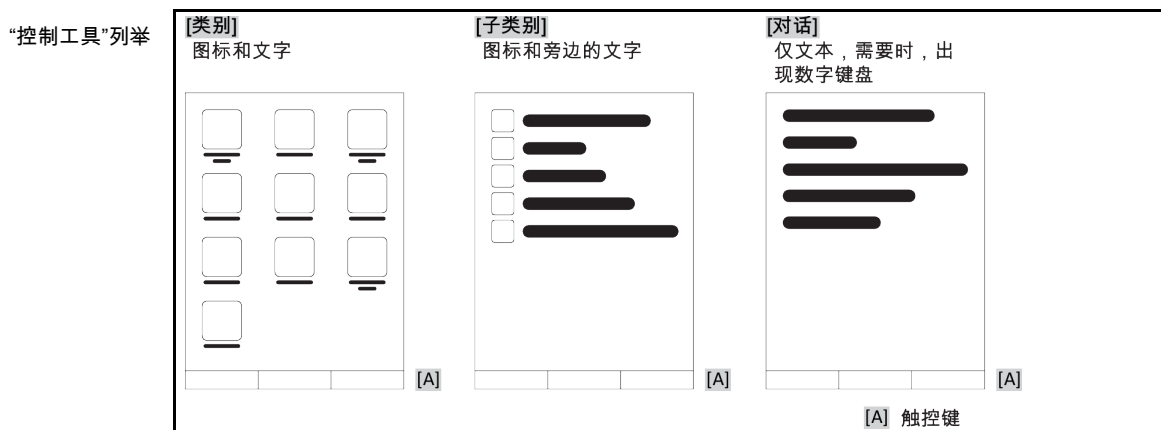 “控制工具”列举
[类别]
图标和文字
[子类别]
图标和旁边的文字
[对话]
仅文本，需要时，出
现数字键盘
[A]
[A]
[A]
[A] 触控键